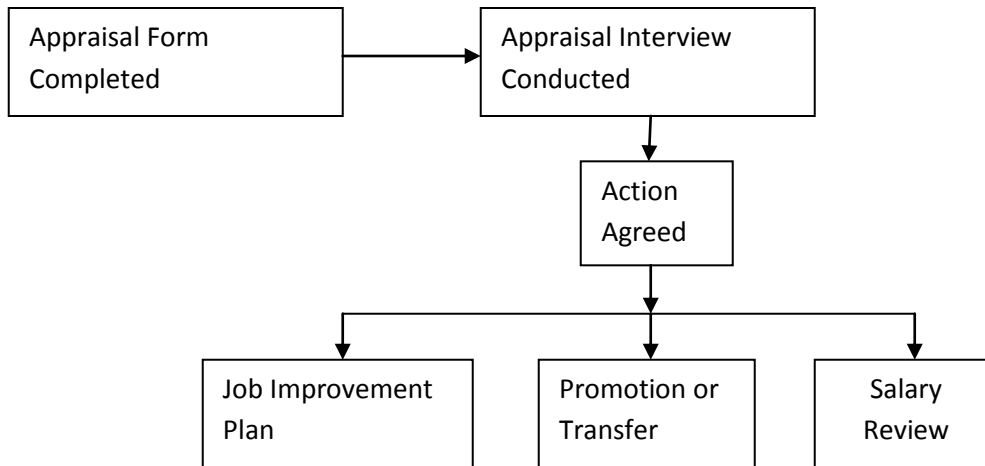 Appraisal Form
Completed
Appraisal Interview
Conducted
Action
Agreed
Job Improvement
Plan
Promotion or
Transfer
Salary
Review